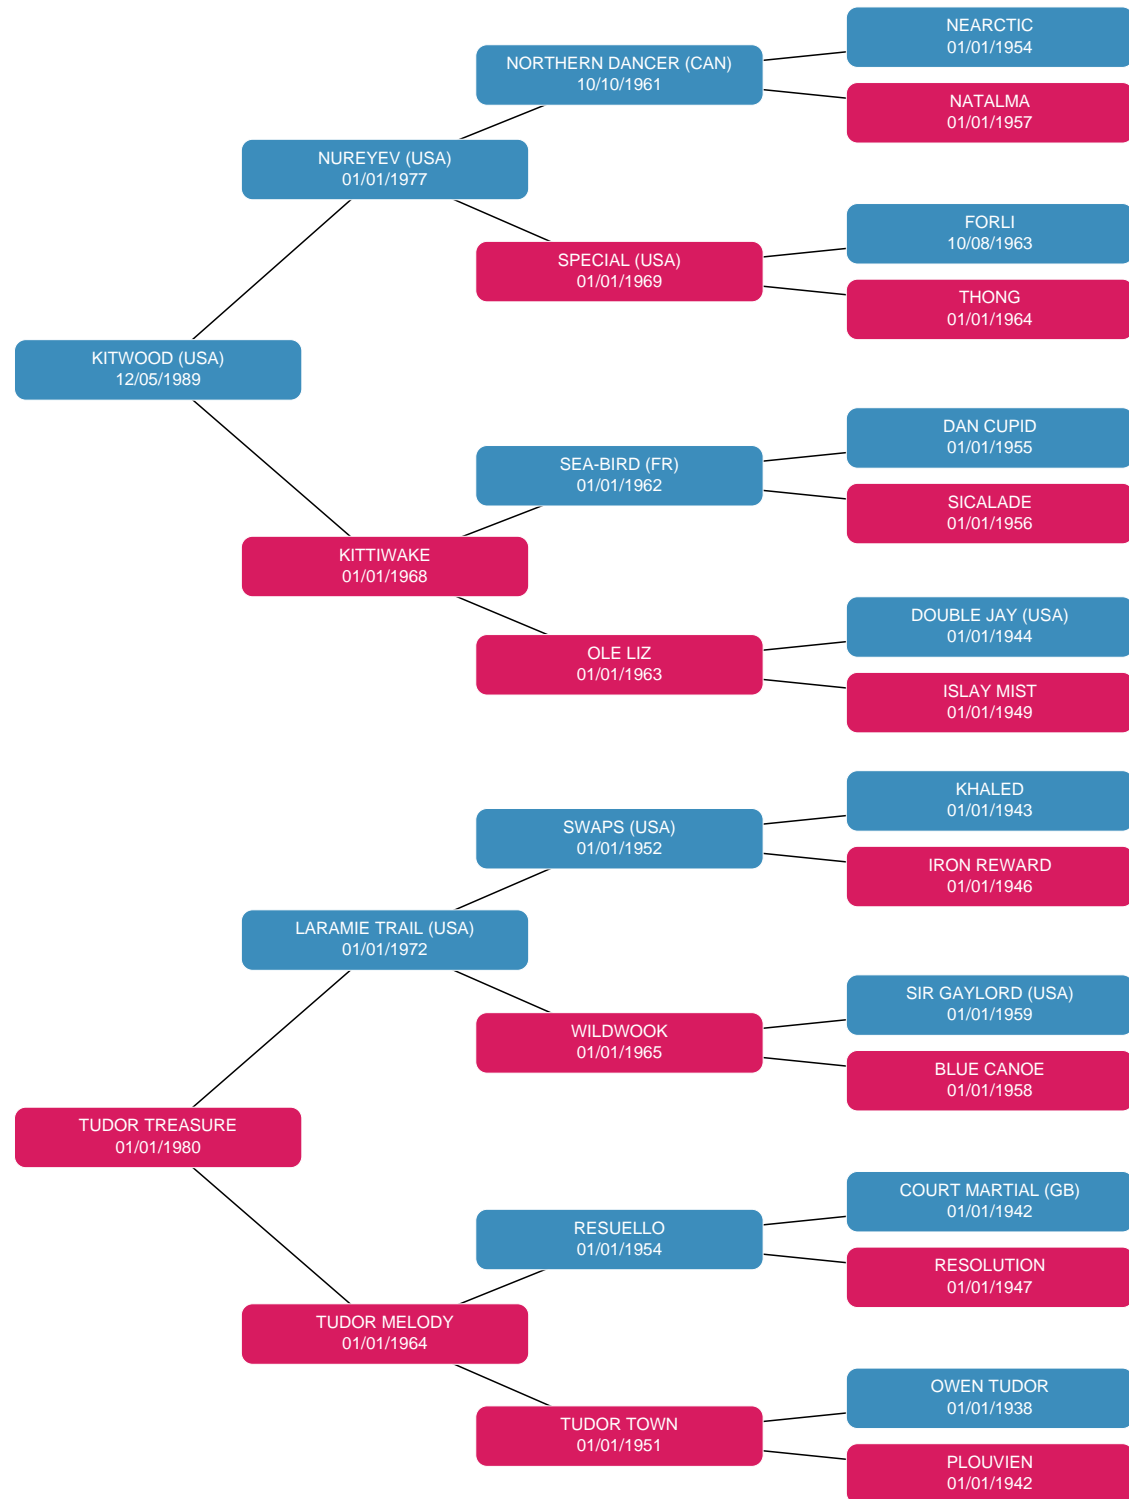 NEARCTIC
01/01/1954
NORTHERN DANCER (CAN)
10/10/1961
NATALMA
01/01/1957
NUREYEV (USA)
01/01/1977
FORLI
10/08/1963
SPECIAL (USA)
01/01/1969
THONG
01/01/1964
KITWOOD (USA)
12/05/1989
DAN CUPID
01/01/1955
SEA-BIRD (FR)
01/01/1962
SICALADE
01/01/1956
KITTIWAKE
01/01/1968
DOUBLE JAY (USA)
01/01/1944
OLE LIZ
01/01/1963
ISLAY MIST
01/01/1949
KHALED
01/01/1943
SWAPS (USA)
01/01/1952
IRON REWARD
01/01/1946
LARAMIE TRAIL (USA)
01/01/1972
SIR GAYLORD (USA)
01/01/1959
WILDWOOK
01/01/1965
BLUE CANOE
01/01/1958
TUDOR TREASURE
01/01/1980
COURT MARTIAL (GB)
01/01/1942
RESUELLO
01/01/1954
RESOLUTION
01/01/1947
TUDOR MELODY
01/01/1964
OWEN TUDOR
01/01/1938
TUDOR TOWN
01/01/1951
PLOUVIEN
01/01/1942